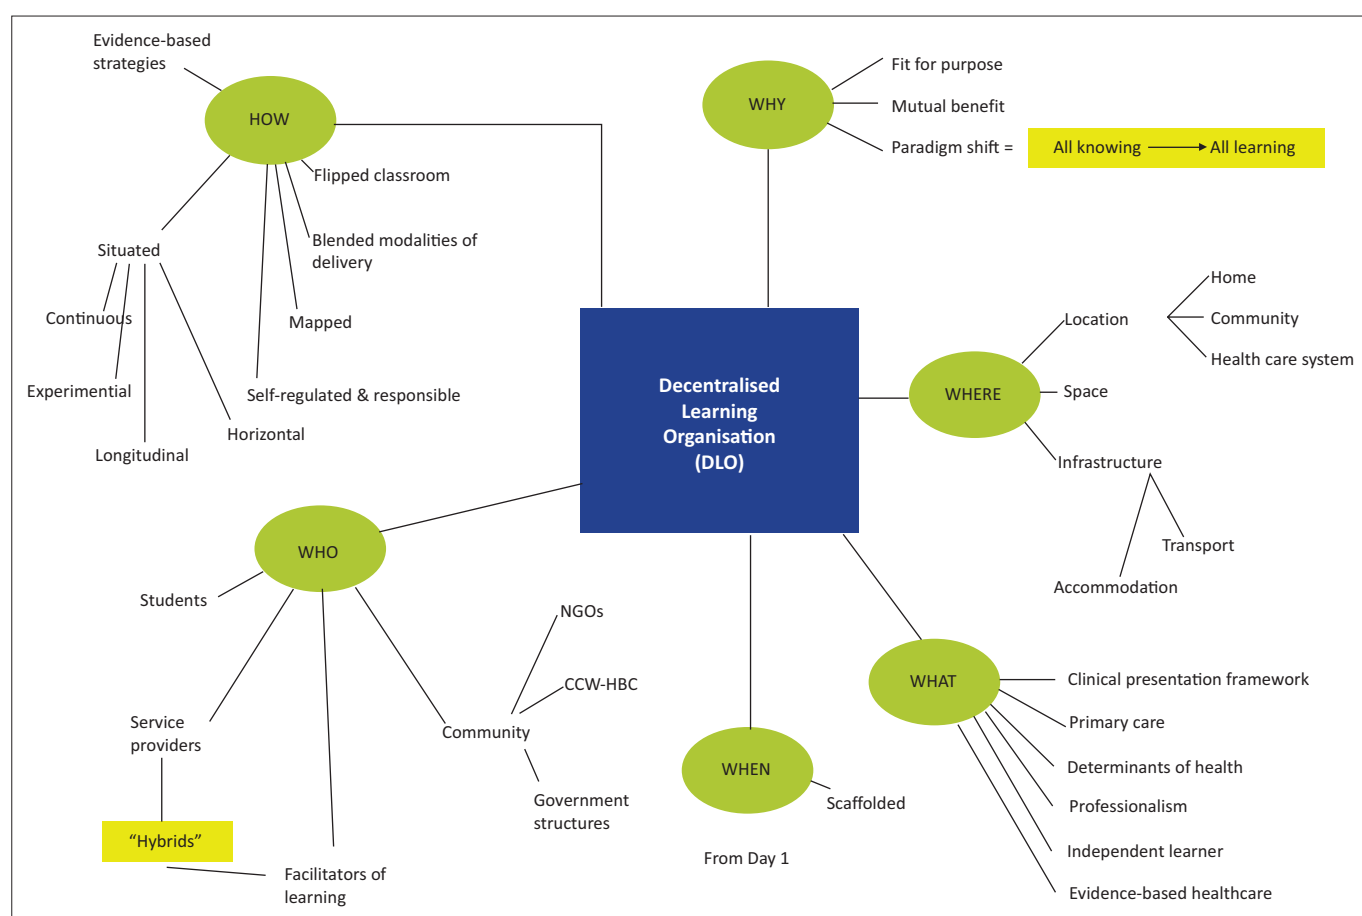 Evidence-based
strategies
HOW
Flipped classroom
Blended modalities of
delivery
Mapped
Self-regulated & responsible
Situated
Continuous
Experimential
Longitudinal
Horizontal
WHY
Fit for purpose
Mutual benefit
Paradigm shift =
All knowing
All learning
Decentralised
Learning
Organisation
(DLO)
WHERE
Location
Home
Community
Health care system
Space
Infrastructure
Transport
Accommodation
WHO
Students
Service
providers
"Hybrids"
Facilitators of
learning
Community
NGOs
CCW-HBC
Government
structures
WHEN
Scaffolded
From Day 1
WHAT
Clinical presentation framework
Primary care
Determinants of health
Professionalism
Independent learner
Evidence-based healthcare